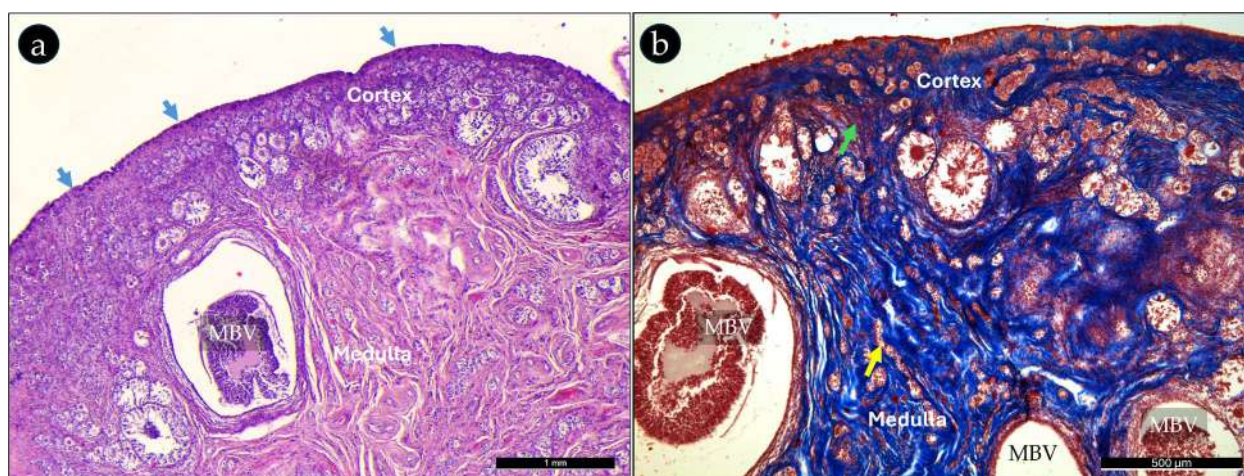 a
Cortex
MBV
Medulla
1 mm
b
Cortex
MBV
Medulla
MBV
MBV
500 μm